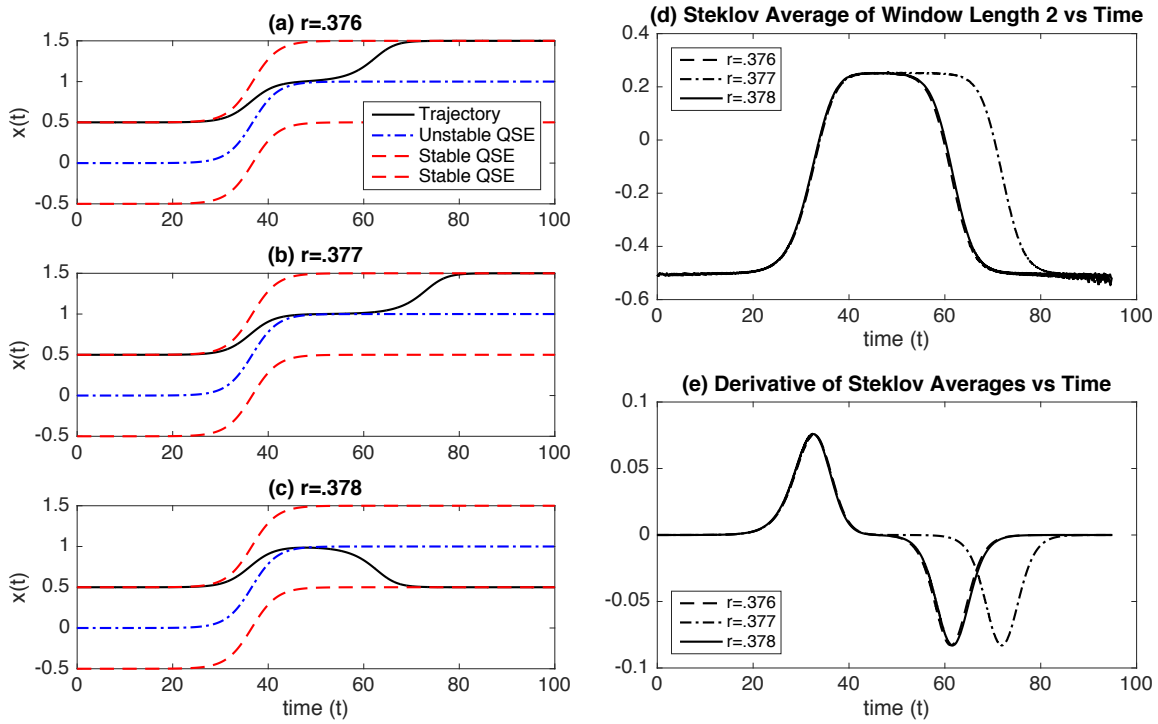 (a) r=.376
1.5
1
0.5
0
-0.5
0 20 40 60 80 100
x(t)
Trajectory
Unstable QSE
Stable QSE
Stable QSE
(b) r=.377
1.5
1
0.5
0
-0.5
0 20 40 60 80 100
x(t)
(c) r=.378
1.5
1
0.5
0
-0.5
0 20 40 60 80 100
x(t)
time (t)
(d) Steklov Average of Window Length 2 vs Time
0.4
0.2
0
-0.2
-0.4
-0.6
0 20 40 60 80 100
time (t)
r=.376
r=.377
r=.378
(e) Derivative of Steklov Averages vs Time
0.1
0.05
0
-0.05
-0.1
0 20 40 60 80 100
time (t)
r=.376
r=.377
r=.378